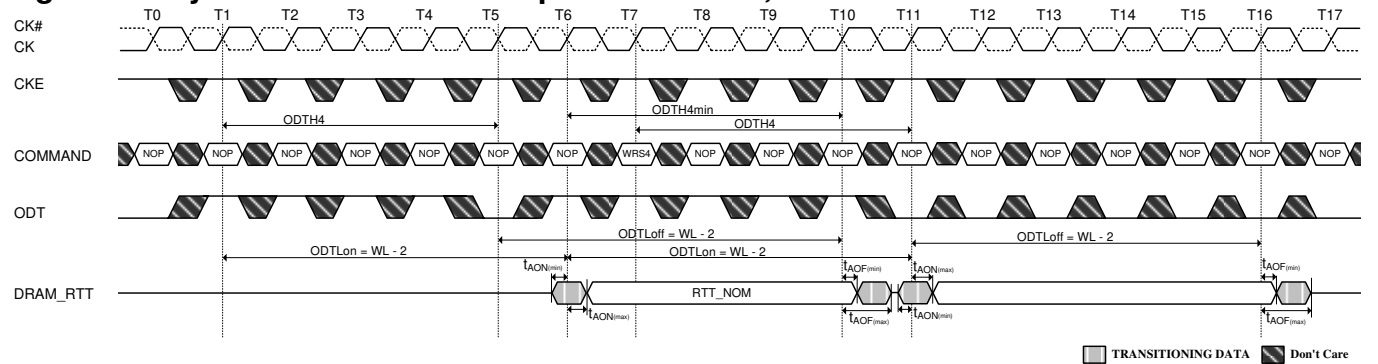 T0 T1 T2 T3 T4 T5 T6 T7 T8 T9 T10 T11 T12 T13 T14 T15 T16 T17
CK#
CK
CKE
ODTH4min
ODTH4
ODTH4
COMMAND NOP NOP NOP NOP NOP NOP NOP WRS4 NOP NOP NOP NOP NOP NOP NOP NOP NOP NOP
ODT
ODTLoff = WL - 2 ODTLoff = WL - 2
ODTLon = WL - 2 ODTLon = WL - 2
tAON(min) tAOF(min) tAON(max) tAOF(min)
DRAM_RTT RTT_NOM
tAON(max) tAOF(max) tAON(min) tAOF(max)
TRANSITIONING DATA Don't Care